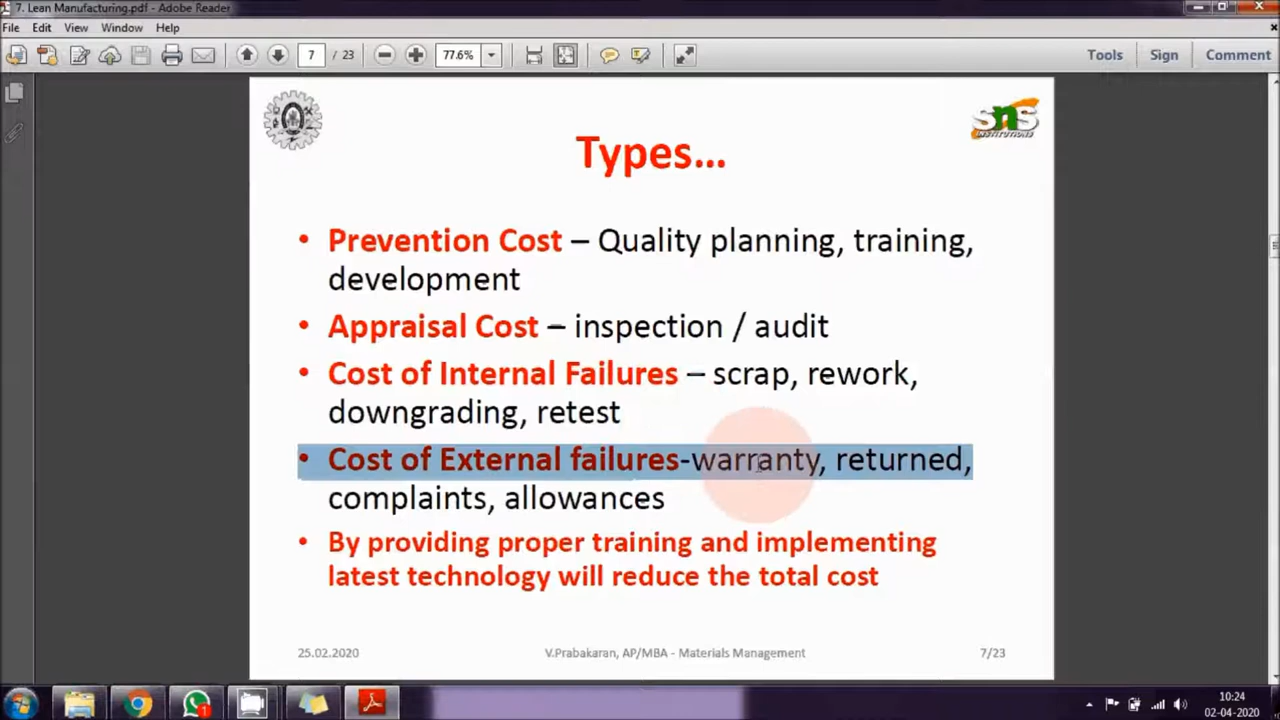 7. Lean Manufacturing.pdf - Adobe Reader
File Edit View Window Help
7 / 23 77.6% Tools Sign Comment
SNS
INSTITUTIONS
Types...
• Prevention Cost – Quality planning, training,
development
• Appraisal Cost – inspection / audit
• Cost of Internal Failures – scrap, rework,
downgrading, retest
• Cost of External failures-warranty, returned,
complaints, allowances
• By providing proper training and implementing
latest technology will reduce the total cost
25.02.2020 V.Prabakaran, AP/MBA - Materials Management 7/23
1
10:24
02-04-2020